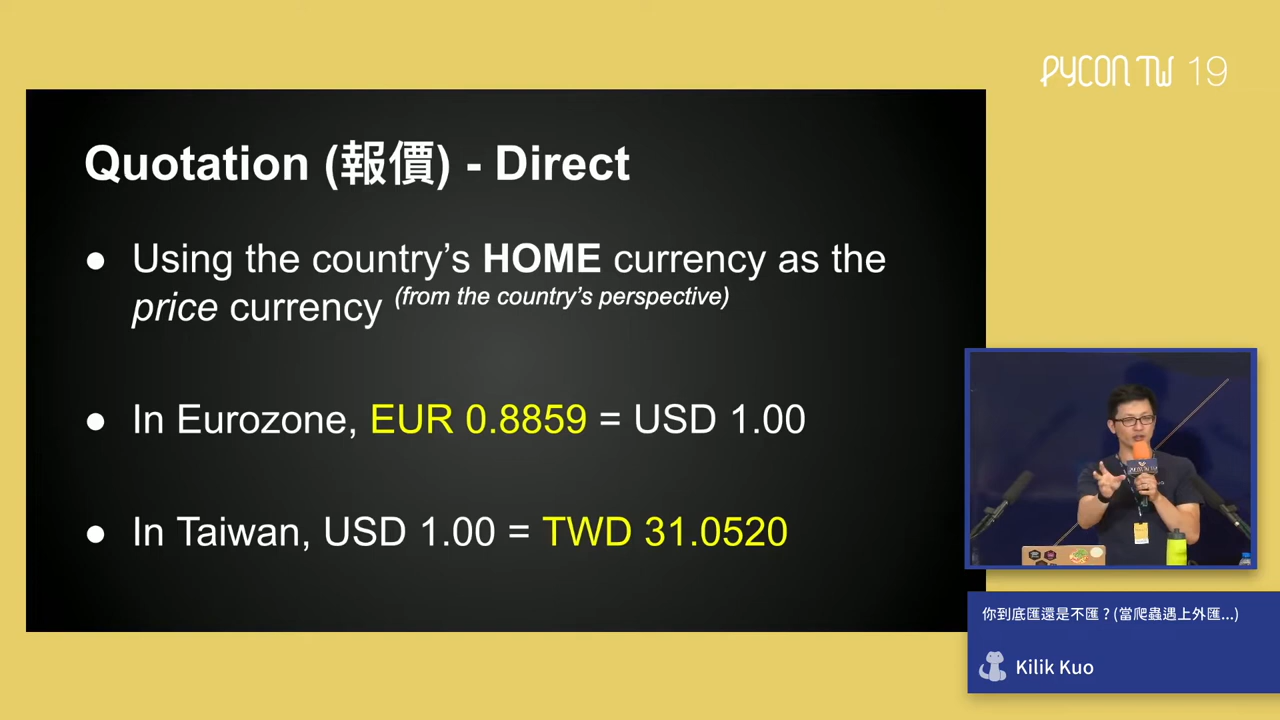 PYCON TW 19
Quotation (報價) - Direct
● Using the country's HOME currency as the
price currency (from the country's perspective)
● In Eurozone, EUR 0.8859 = USD 1.00
● In Taiwan, USD 1.00 = TWD 31.0520
你到底匯還是不匯？(當爬蟲遇上外匯...)
Kilik Kuo